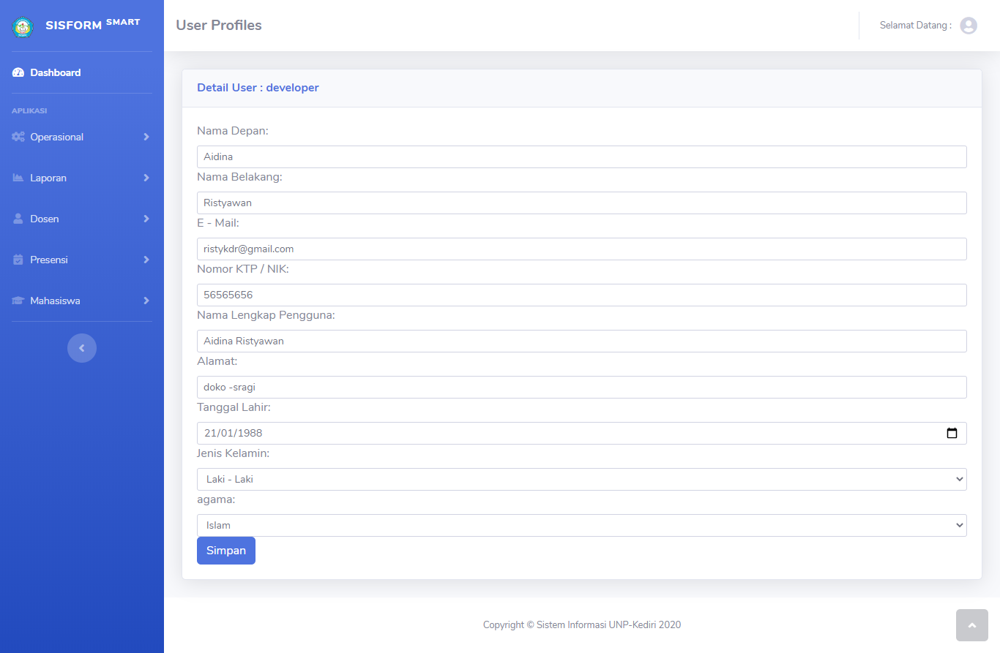 SISFORM SMART
User Profiles
Selamat Datang :
Dashboard
APLIKASI
Operasional
Laporan
Dosen
Presensi
Mahasiswa
Detail User : developer
Nama Depan:
Aidina
Nama Belakang:
Ristyawan
E - Mail:
ristykdr@gmail.com
Nomor KTP / NIK:
56565656
Nama Lengkap Pengguna:
Aidina Ristyawan
Alamat:
doko -sragi
Tanggal Lahir:
21/01/1988
Jenis Kelamin:
Laki - Laki
agama:
Islam
Simpan
Copyright © Sistem Informasi UNP-Kediri 2020